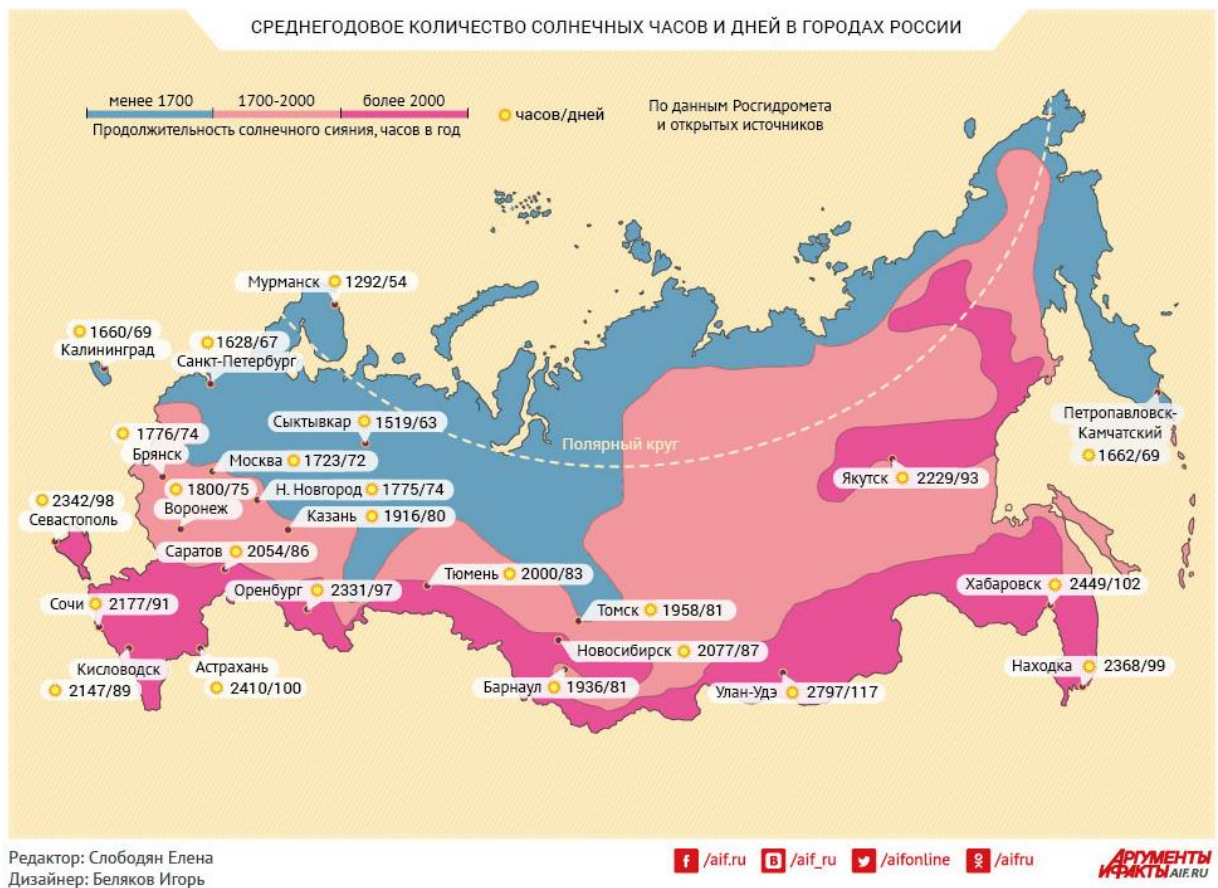 СРЕДНЕГОДОВОЕ КОЛИЧЕСТВО СОЛНЕЧНЫХ ЧАСОВ И ДНЕЙ В ГОРОДАХ РОССИИ
менее 1700
1700-2000
более 2000
Продолжительность солнечного сияния, часов в год
часов/дней
По данным Росгидромета
и открытых источников
Мурманск 1292/54
1660/69
Калининград
1628/67
Санкт-Петербург
Сыктывкар 1519/63
Полярный круг
Петропавловск-
Камчатский
1662/69
1776/74
Брянск
Москва 1723/72
Якутск 2229/93
1800/75
Воронеж
Н. Новгород 1775/74
2342/98
Севастополь
Казань 1916/80
Саратов 2054/86
Тюмень 2000/83
Хабаровск 2449/102
Оренбург 2331/97
Сочи 2177/91
Томск 1958/81
Новосибирск 2077/87
Кисловодск
2147/89
Астрахань
2410/100
Барнаул 1936/81
Улан-Удэ 2797/117
Находка 2368/99
Редактор: Слободян Елена
Дизайнер: Беляков Игорь
/aif.ru
/aif_ru
/aifonline
/aifru
АРГУМЕНТЫ
И ФАКТЫ AIF.RU